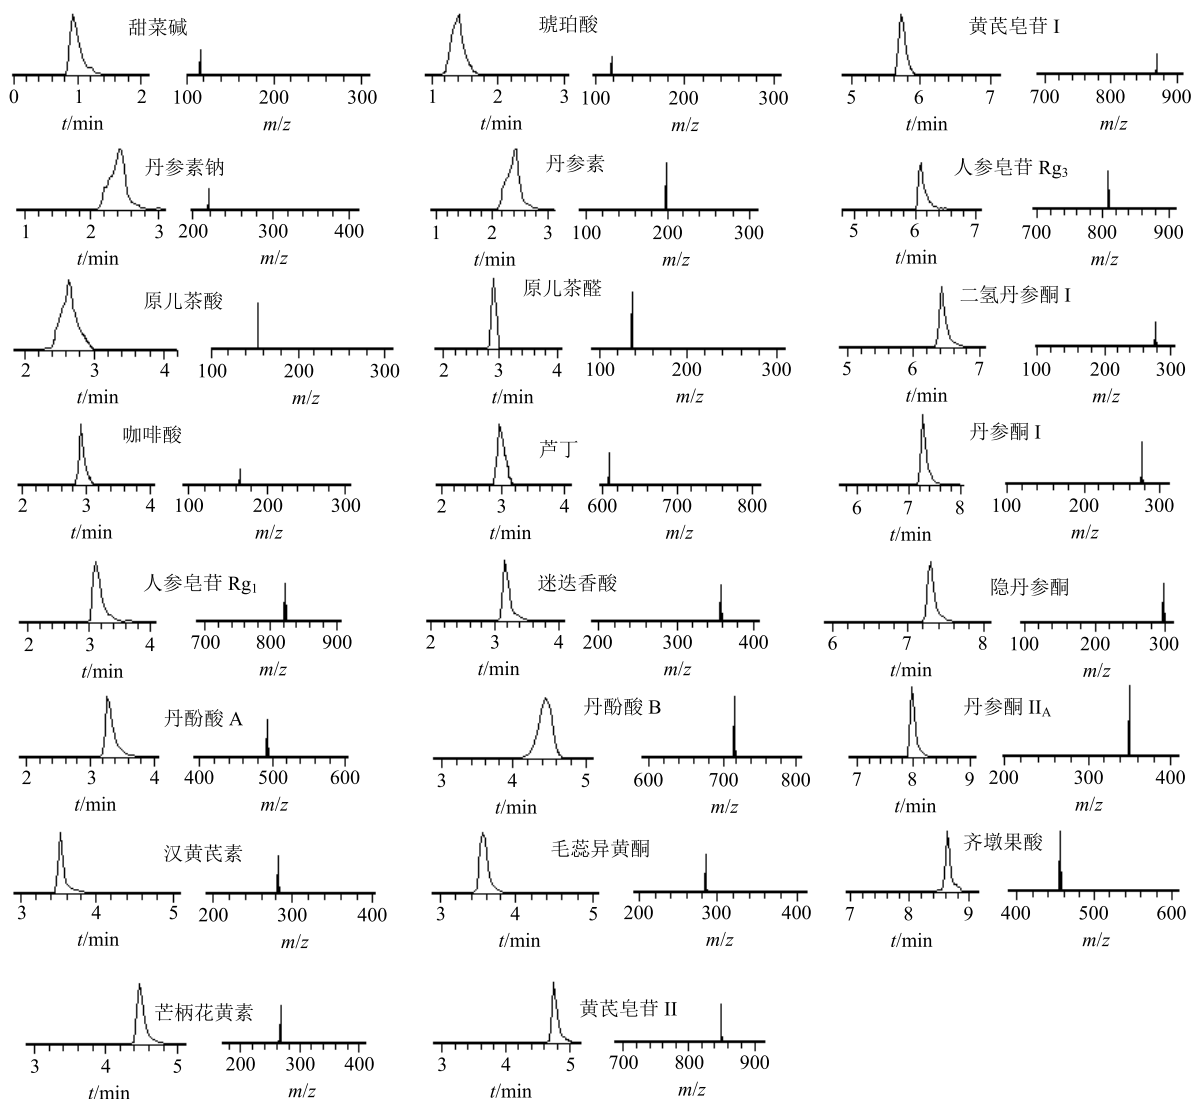 甜菜碱 琥珀酸 黄芪皂苷 I
0 1 2 100 200 300 1 2 3 100 200 300 5 6 7 700 800 900
t/min m/z t/min m/z t/min m/z
丹参素钠 丹参素 人参皂苷 Rg3
1 2 3 200 300 400 1 2 3 100 200 300 5 6 7 700 800 900
t/min m/z t/min m/z t/min m/z
原儿茶酸 原儿茶醛 二氢丹参酮 I
2 3 4 100 200 300 2 3 4 100 200 300 5 6 7 100 200 300
t/min m/z t/min m/z t/min m/z
咖啡酸 芦丁 丹参酮 I
2 3 4 100 200 300 2 3 4 600 700 800 6 7 8 100 200 300
t/min m/z t/min m/z t/min m/z
人参皂苷 Rg1 迷迭香酸 隐丹参酮
2 3 4 700 800 900 2 3 4 200 300 400 6 7 8 100 200 300
t/min m/z t/min m/z t/min m/z
丹酚酸 A 丹酚酸 B 丹参酮 IIA
2 3 4 400 500 600 3 4 5 600 700 800 7 8 9 200 300 400
t/min m/z t/min m/z t/min m/z
汉黄芪素 毛蕊异黄酮 齐墩果酸
3 4 5 200 300 400 3 4 5 200 300 400 7 8 9 400 500 600
t/min m/z t/min m/z t/min m/z
芒柄花黄素 黄芪皂苷 II
3 4 5 200 300 400 3 4 5 700 800 900
t/min m/z t/min m/z